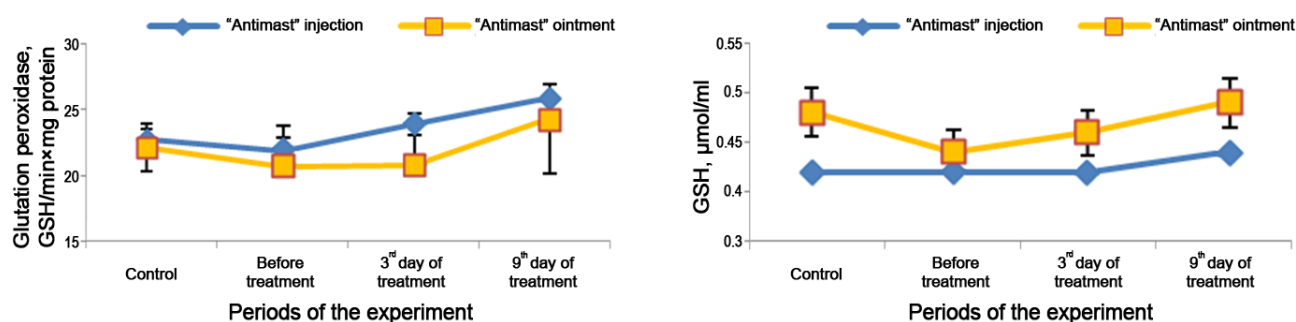 “Antimast” injection
“Antimast” ointment
Glutation peroxidase,
GSH/min×mg protein
30
25
20
15
Control
Before
treatment
3rd day of
treatment
9th day of
treatment
Periods of the experiment
“Antimast” injection
“Antimast” ointment
GSH, µmol/ml
0.55
0.5
0.45
0.4
0.3
Control
Before
treatment
3rd day of
treatment
9th day of
treatment
Periods of the experiment